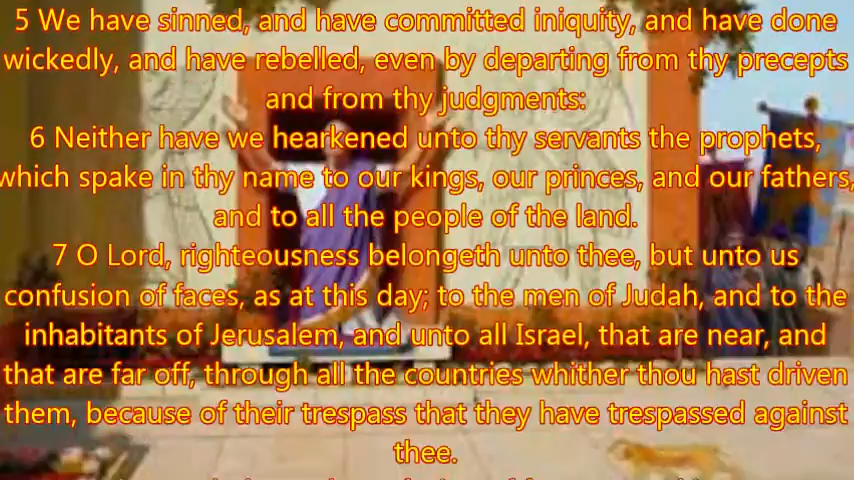 5 We have sinned, and have committed iniquity, and have done
wickedly, and have rebelled, even by departing from thy precepts
and from thy judgments:
6 Neither have we hearkened unto thy servants the prophets,
which spake in thy name to our kings, our princes, and our fathers,
and to all the people of the land.
7 O Lord, righteousness belongeth unto thee, but unto us
confusion of faces, as at this day; to the men of Judah, and to the
inhabitants of Jerusalem, and unto all Israel, that are near, and
that are far off, through all the countries whither thou hast driven
them, because of their trespass that they have trespassed against
thee.